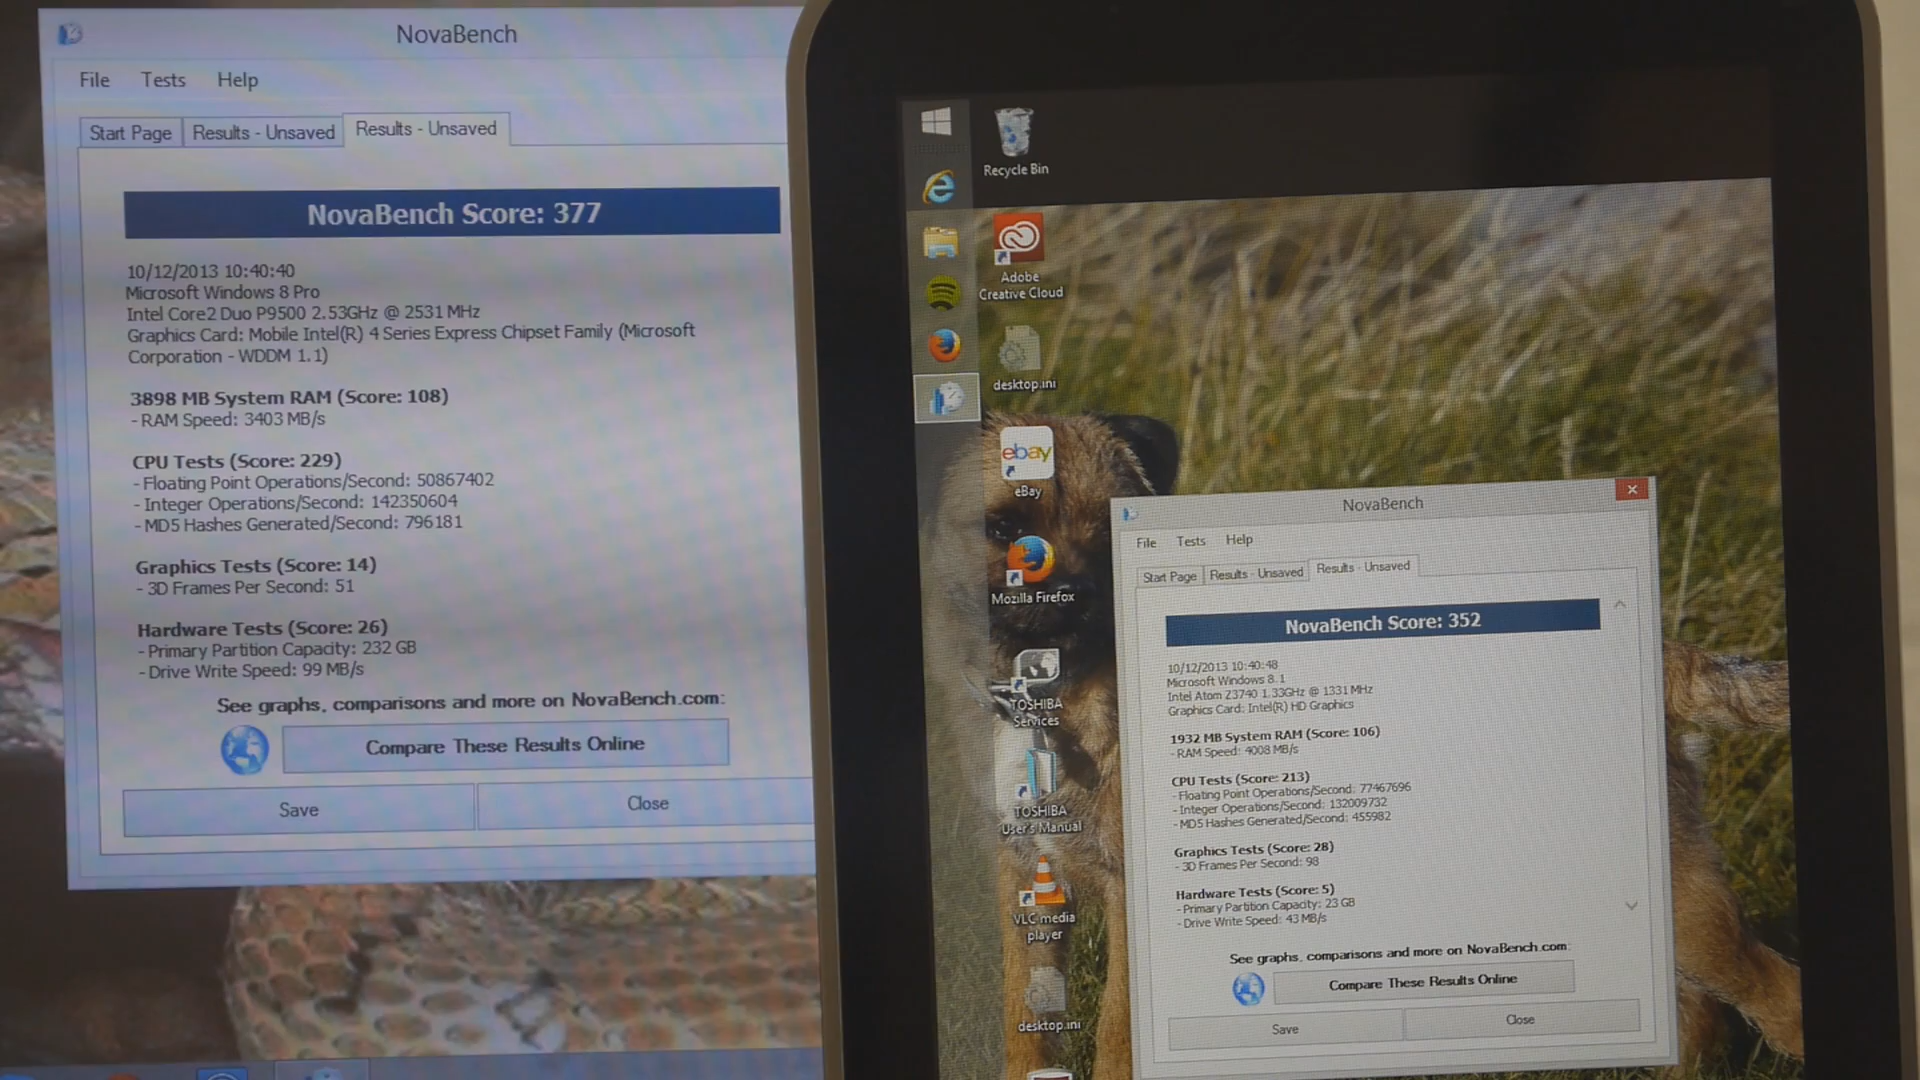 NovaBench
File Tests Help
Start Page Results - Unsaved Results - Unsaved
NovaBench Score: 377
10/12/2013 10:40:40
Microsoft Windows 8 Pro
Intel Core2 Duo P9500 2.53GHz @ 2531 MHz
Graphics Card: Mobile Intel(R) 4 Series Express Chipset Family (Microsoft
Corporation - WDDM 1.1)
3898 MB System RAM (Score: 108)
- RAM Speed: 3403 MB/s
CPU Tests (Score: 229)
- Floating Point Operations/Second: 50867402
- Integer Operations/Second: 142350604
- MD5 Hashes Generated/Second: 796181
Graphics Tests (Score: 14)
- 3D Frames Per Second: 51
Hardware Tests (Score: 26)
- Primary Partition Capacity: 232 GB
- Drive Write Speed: 99 MB/s
See graphs, comparisons and more on NovaBench.com:
Compare These Results Online
Save Close
Recycle Bin
Adobe
Creative Cloud
desktop.ini
ebay
eBay
Mozilla Firefox
TOSHIBA
Services
TOSHIBA
User's Manual
VLC media
player
desktop.ini
NovaBench
File Tests Help
Start Page Results - Unsaved Results - Unsaved
NovaBench Score: 352
10/12/2013 10:40:48
Microsoft Windows 8.1
Intel Atom Z3740 1.33GHz @ 1331 MHz
Graphics Card: Intel(R) HD Graphics
1932 MB System RAM (Score: 106)
- RAM Speed: 4008 MB/s
CPU Tests (Score: 213)
- Floating Point Operations/Second: 77467696
- Integer Operations/Second: 132009732
- MD5 Hashes Generated/Second: 455982
Graphics Tests (Score: 28)
- 3D Frames Per Second: 98
Hardware Tests (Score: 5)
- Primary Partition Capacity: 23 GB
- Drive Write Speed: 43 MB/s
See graphs, comparisons and more on NovaBench.com:
Compare These Results Online
Save Close